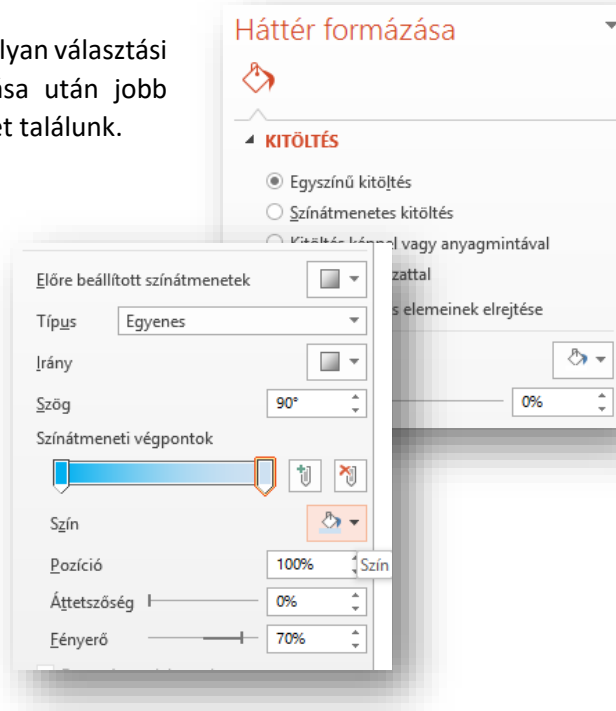 lyan választási
sa után jobb
t találunk.
Háttér formázása
KITÖLTÉS
Egyszínű kitöltés
Színátmenetes kitöltés
Kitöltés képpel vagy anyagmintával
zattal
s elemeinek elrejtése
0%
Előre beállított színátmenetek
Típus Egyenes
Irány
Szög 90°
Színátmeneti végpontok
Szín
Pozíció 100% Szín
Áttetszőség 0%
Fényerő 70%